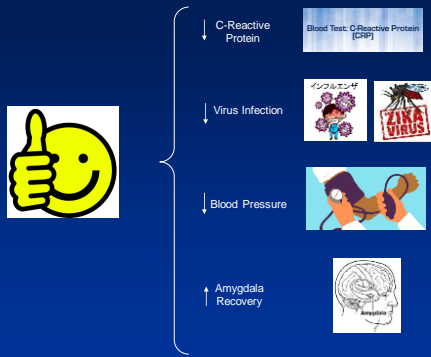 ↓ C-Reactive
Protein
Blood Test: C-Reactive Protein
[CRP]
↓ Virus Infection
インフルエンザ
ZIKA
VIRUS
↓ Blood Pressure
↑ Amygdala
Recovery
Amygdala